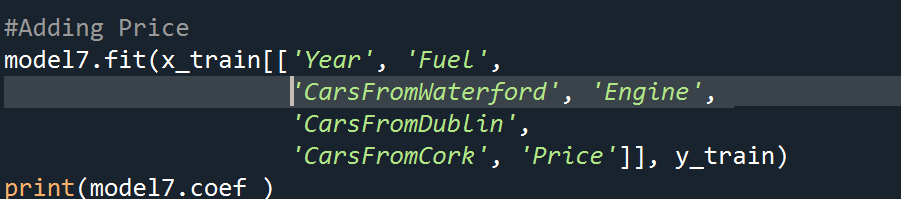 #Adding Price
model7.fit(x_train[['Year', 'Fuel',
'CarsFromWaterford', 'Engine',
'CarsFromDublin',
'CarsFromCork', 'Price']], y_train)
print(model7.coef )